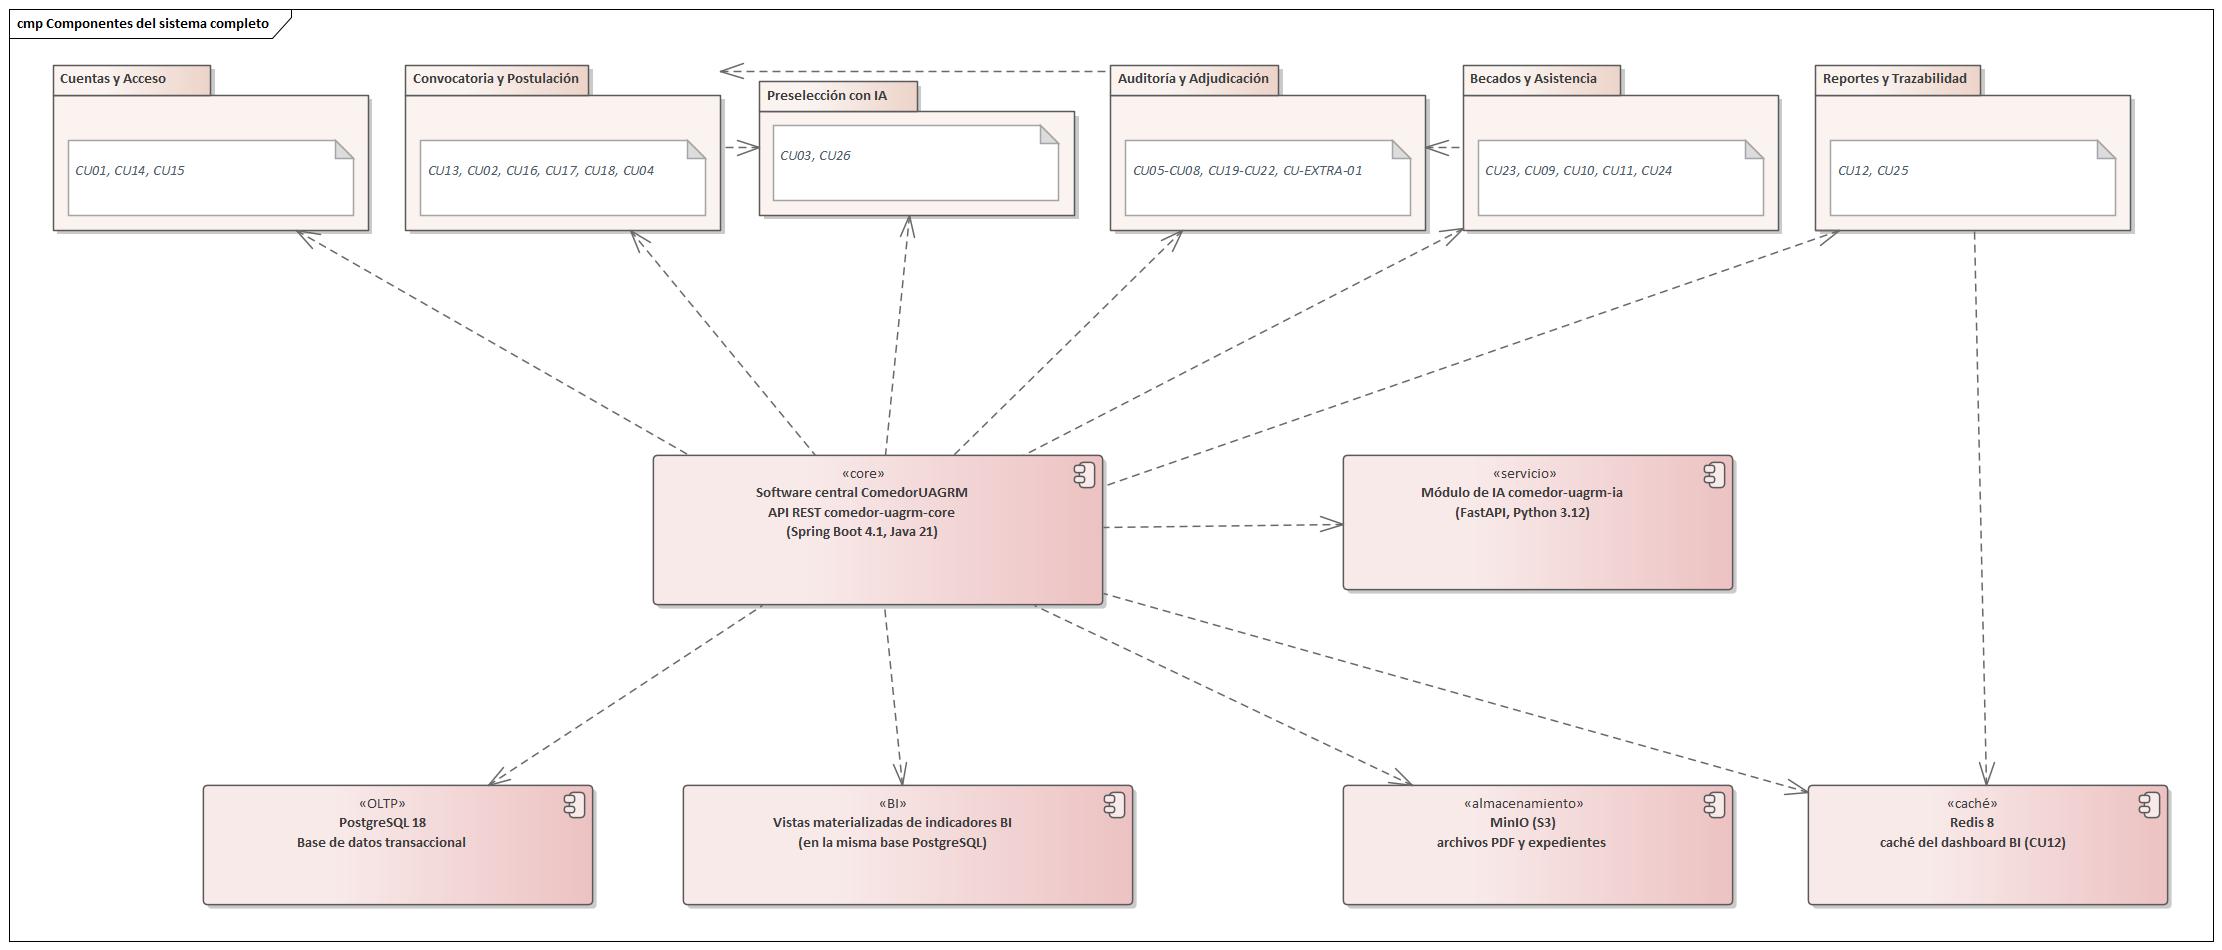 cmp Componentes del sistema completo
Cuentas y Acceso
CU01, CU14, CU15
Convocatoria y Postulación
CU13, CU02, CU16, CU17, CU18, CU04
Preselección con IA
CU03, CU26
Auditoría y Adjudicación
CU05-CU08, CU19-CU22, CU-EXTRA-01
Becados y Asistencia
CU23, CU09, CU10, CU11, CU24
Reportes y Trazabilidad
CU12, CU25
«core»
Software central ComedorUAGRM
API REST comedor-uagrm-core
(Spring Boot 4.1, Java 21)
«servicio»
Módulo de IA comedor-uagrm-ia
(FastAPI, Python 3.12)
«OLTP»
PostgreSQL 18
Base de datos transaccional
«BI»
Vistas materializadas de indicadores BI
(en la misma base PostgreSQL)
«almacenamiento»
MinIO (S3)
archivos PDF y expedientes
«caché»
Redis 8
caché del dashboard BI (CU12)